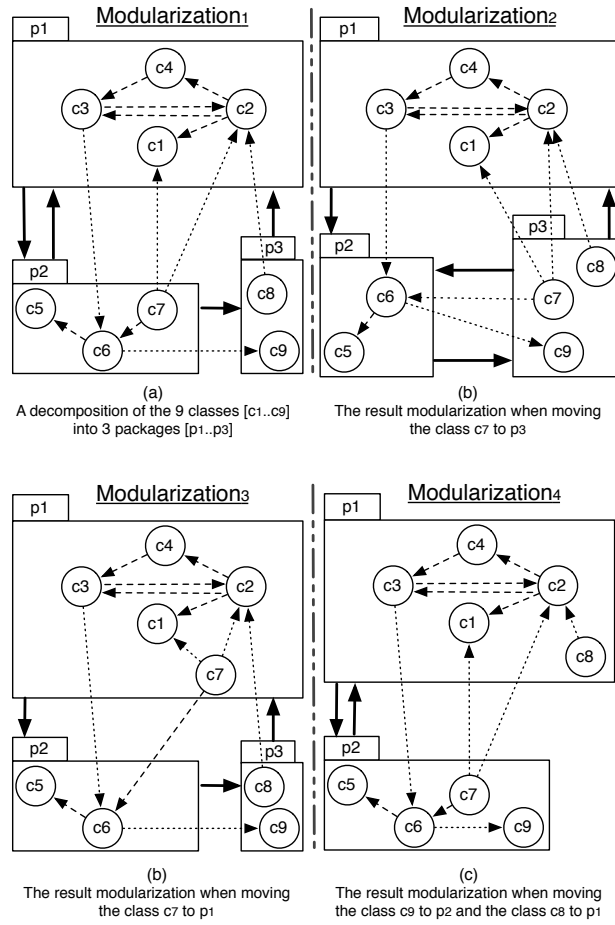 Modularization1
p1
c4
c3
c2
c1
p2
p3
c5
c7
c8
c6
c9
(a)
A decomposition of the 9 classes [c1..c9]
into 3 packages [p1..p3]
Modularization2
p1
c4
c3
c2
c1
p2
p3
c8
c6
c7
c5
c9
(b)
The result modularization when moving
the class c7 to p3
Modularization3
p1
c4
c3
c2
c1
c7
p2
p3
c5
c8
c6
c9
(b)
The result modularization when moving
the class c7 to p1
Modularization4
p1
c4
c3
c2
c1
c8
p2
c5
c7
c6
c9
(c)
The result modularization when moving
the class c9 to p2 and the class c8 to p1